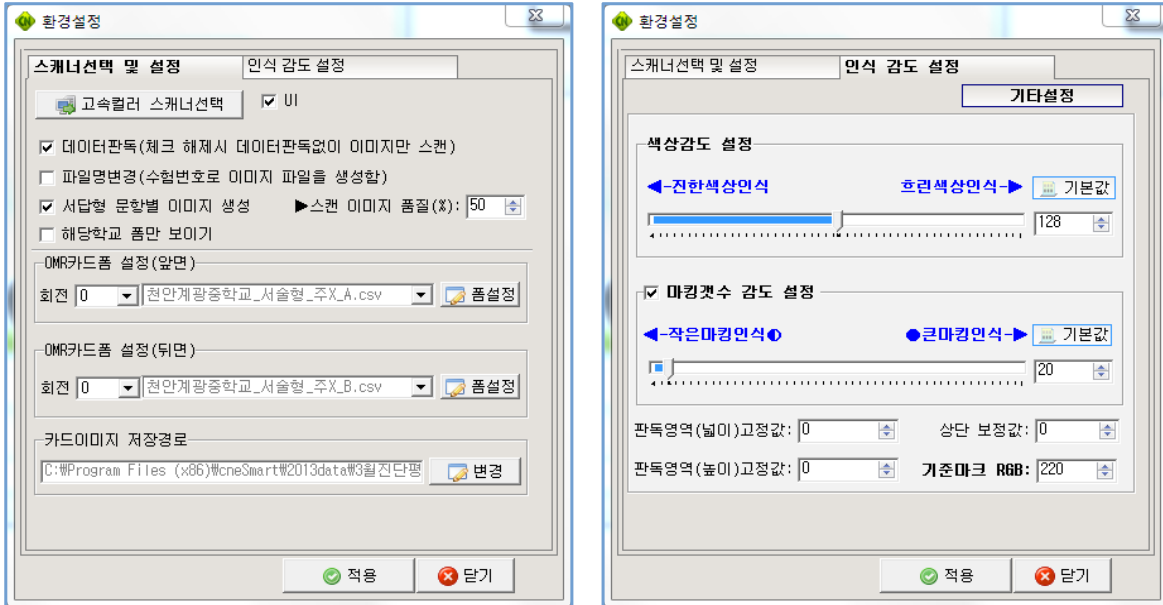 환경설정
스캐너선택 및 설정 인식 감도 설정
고속컬러 스캐너선택 UI
데이터판독(체크 해제시 데이터판독없이 이미지만 스캔)
파일명변경(수험번호로 이미지 파일을 생성함)
서답형 문항별 이미지 생성 ▶스캔 이미지 품질(%): 50
해당학교 폼만 보이기
OMR카드폼 설정(앞면)
회전 0 천안계광중학교_서술형_주X_A.csv 폼설정
OMR카드폼 설정(뒤면)
회전 0 천안계광중학교_서술형_주X_B.csv 폼설정
카드이미지 저장경로
C:₩Program Files (x86)₩cneSmart₩2013data₩3월진단평 변경
적용 닫기
환경설정
스캐너선택 및 설정 인식 감도 설정
기타설정
색상감도 설정
◀-진한색상인식 흐린색상인식-▶ 기본값
128
마킹갯수 감도 설정
◀-작은마킹인식◐ ●큰마킹인식-▶ 기본값
20
판독영역(넓이)고정값: 0 상단 보정값: 0
판독영역(높이)고정값: 0 기준마크 RGB: 220
적용 닫기